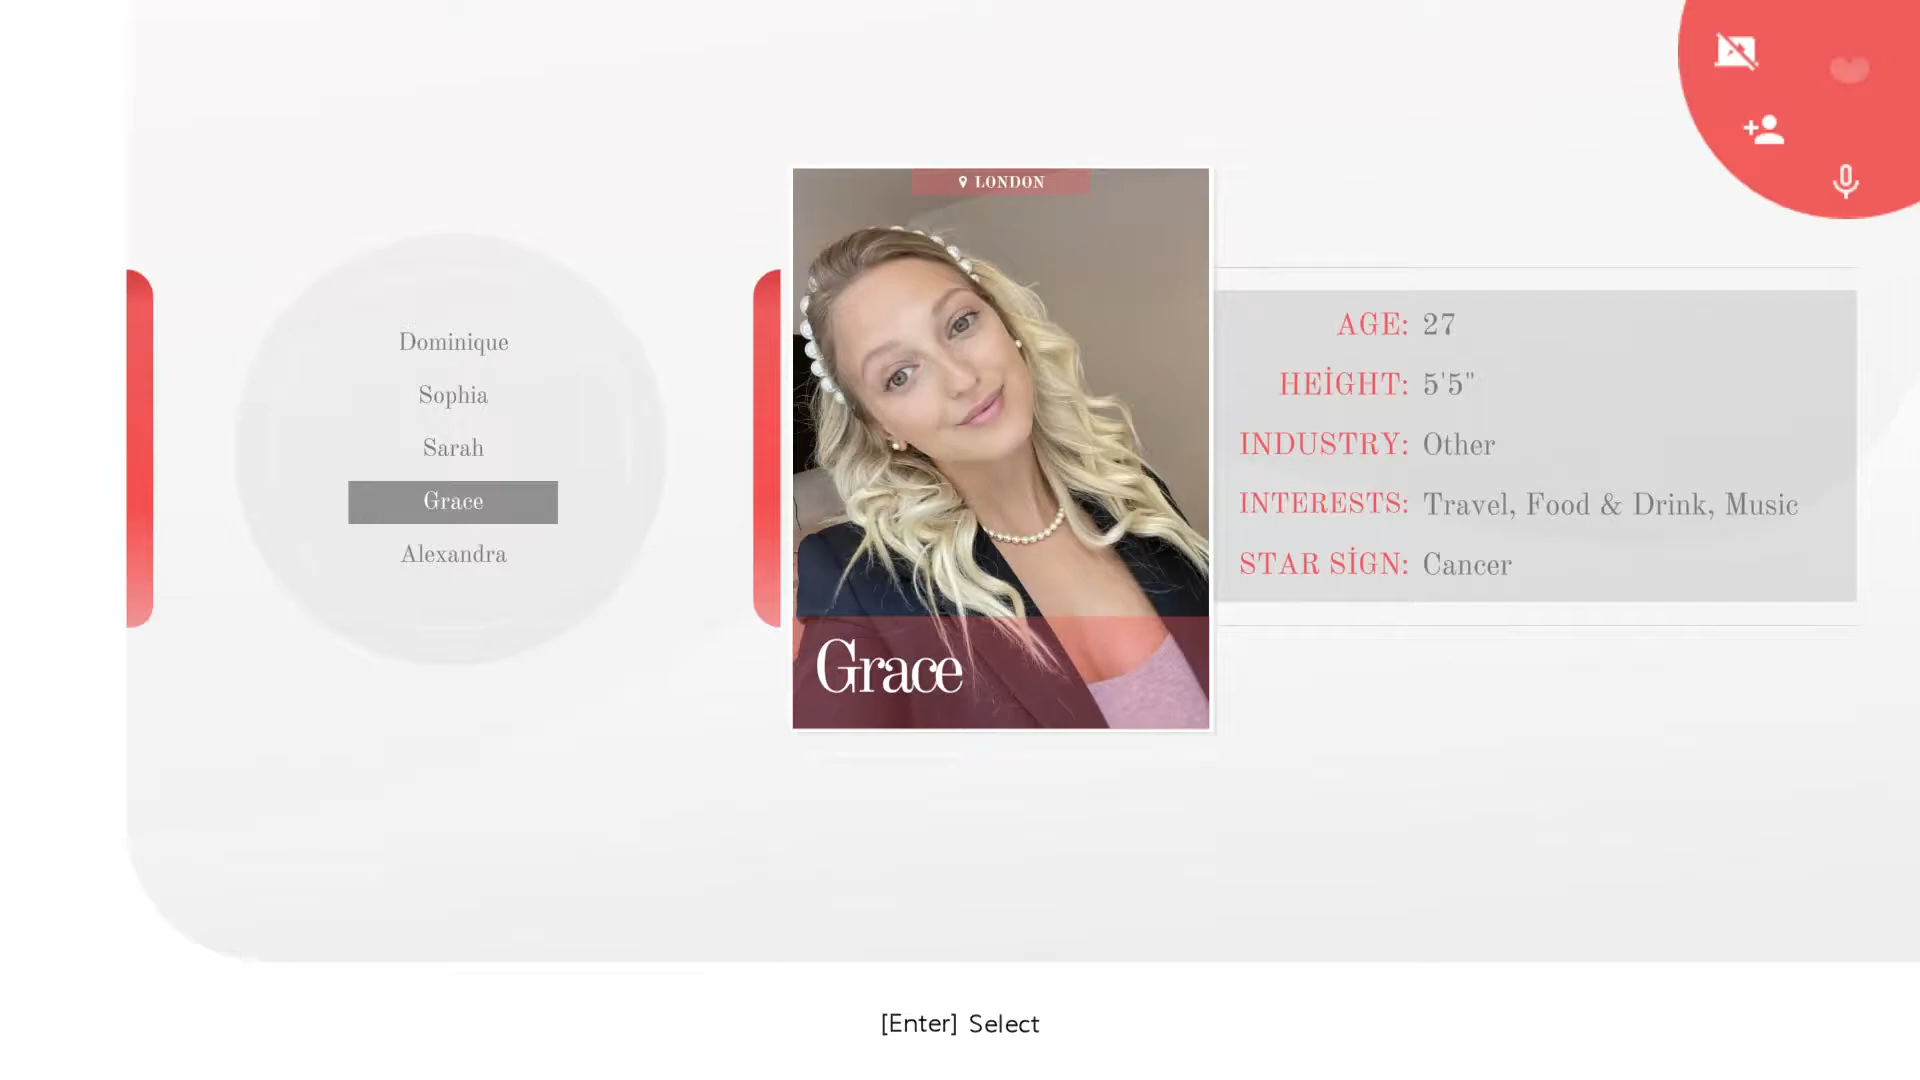 Dominique
Sophia
Sarah
Grace
Alexandra
LONDON
Grace
AGE: 27
HEİGHT: 5'5"
INDUSTRY: Other
INTERESTS: Travel, Food & Drink, Music
STAR SİGN: Cancer
[Enter] Select